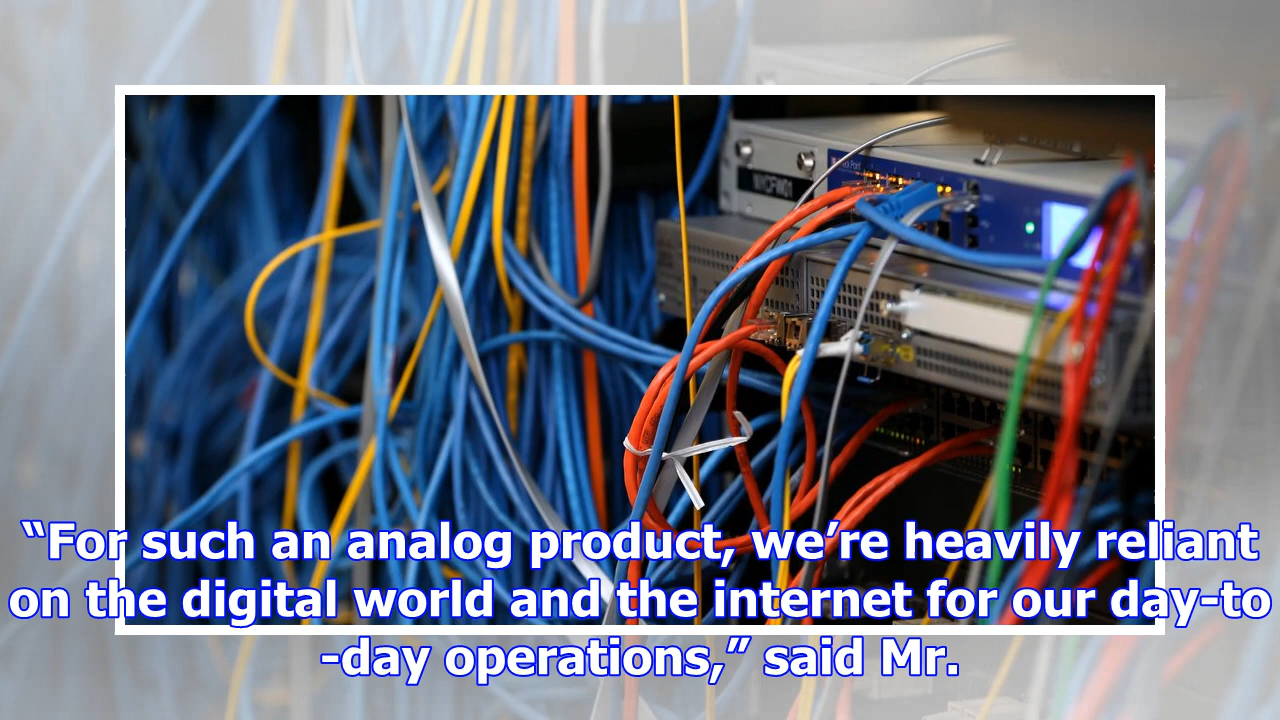 NYCFW01
“For such an analog product, we’re heavily reliant
on the digital world and the internet for our day-to
-day operations,” said Mr.